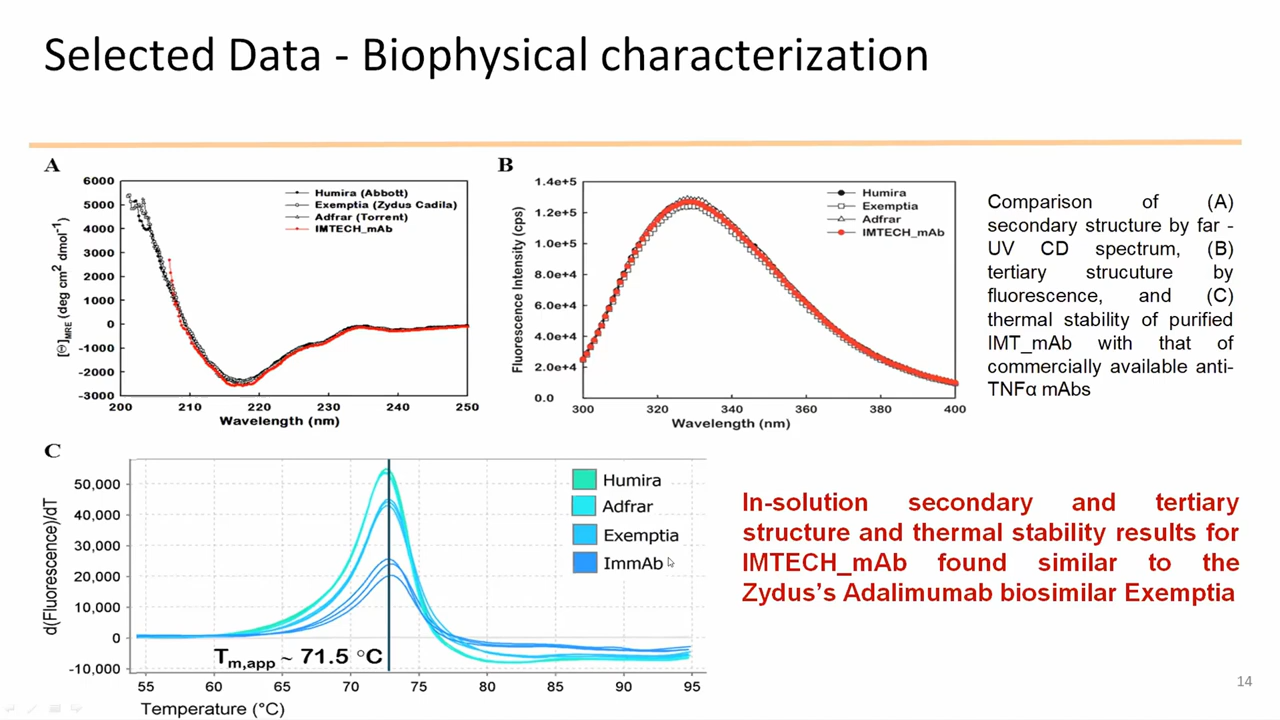 Selected Data - Biophysical characterization
A
6000
5000
4000
3000
2000
1000
0
-1000
-2000
-3000
[Θ]MRE (deg cm2 dmol-1)
Humira (Abbott)
Exemptia (Zydus Cadila)
Adfrar (Torrent)
IMTECH_mAb
200 210 220 230 240 250
Wavelength (nm)
B
1.4e+5
1.2e+5
1.0e+5
8.0e+4
6.0e+4
2.0e+4
0.0
Fluorescence Intensity (cps)
Humira
Exemptia
Adfrar
IMTECH_mAb
300 320 340 360 380 400
Wavelength (nm)
Comparison of (A)
secondary structure by far -
UV CD spectrum, (B)
tertiary strucuture by
fluorescence, and (C)
thermal stability of purified
IMT_mAb with that of
commercially available anti-
TNFα mAbs
C
50,000
40,000
30,000
20,000
10,000
0
-10,000
d(Fluorescence)/dT
Humira
Adfrar
Exemptia
ImmAb
Tm,app ~ 71.5 °C
55 60 65 70 75 80 85 90 95
Temperature (°C)
In-solution secondary and tertiary
structure and thermal stability results for
IMTECH_mAb found similar to the
Zydus's Adalimumab biosimilar Exemptia
14